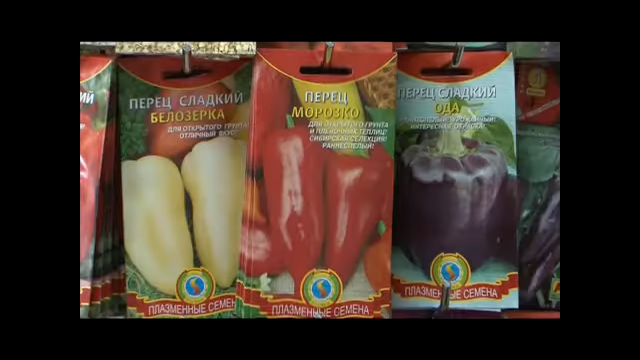 ПЕРЕЦ СЛАДКИЙ
БЕЛОЗЕРКА
ДЛЯ ОТКРЫТОГО ГРУНТА!
ОТЛИЧНЫЙ ВКУС!
ПЛАЗМЕННЫЕ СЕМЕНА
ПЕРЕЦ
МОРОЗКО
ДЛЯ ОТКРЫТОГО ГРУНТА
И ПЛЕНОЧНЫХ ТЕПЛИЦ!
СИБИРСКАЯ СЕЛЕКЦИЯ!
РАННЕСПЕЛЫЙ!
ПЛАЗМЕННЫЕ СЕМЕНА
ПЕРЕЦ СЛАДКИЙ
ОДА
ИНТЕРЕСНАЯ ОКРАСКА!
ПЛАЗМЕННЫЕ СЕМЕНА